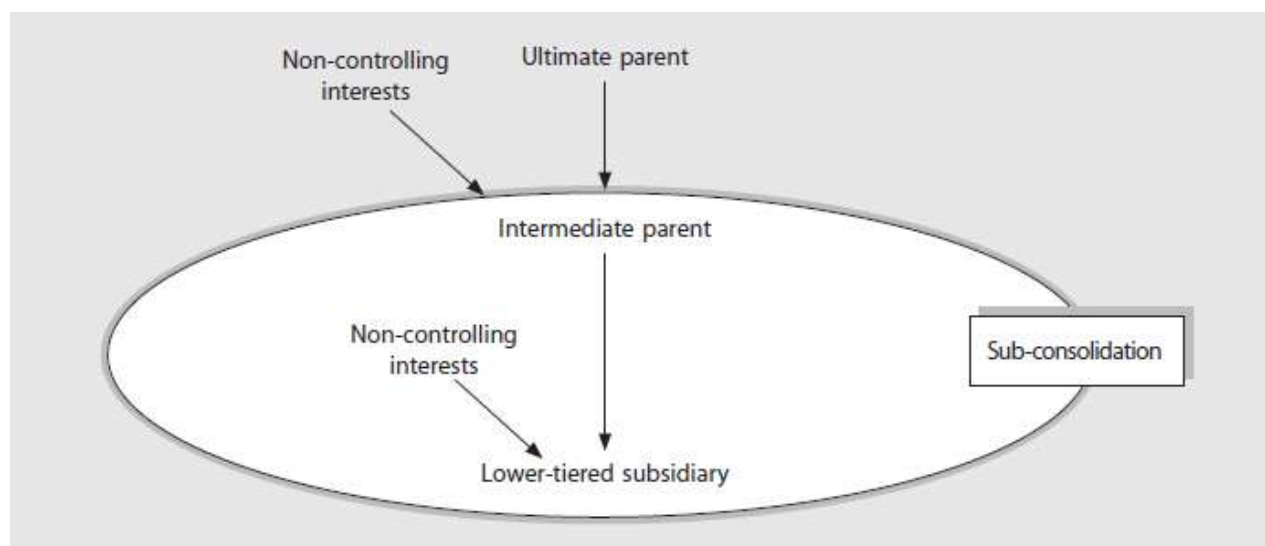 Non-controlling
interests
Ultimate parent
Intermediate parent
Non-controlling
interests
Sub-consolidation
Lower-tiered subsidiary